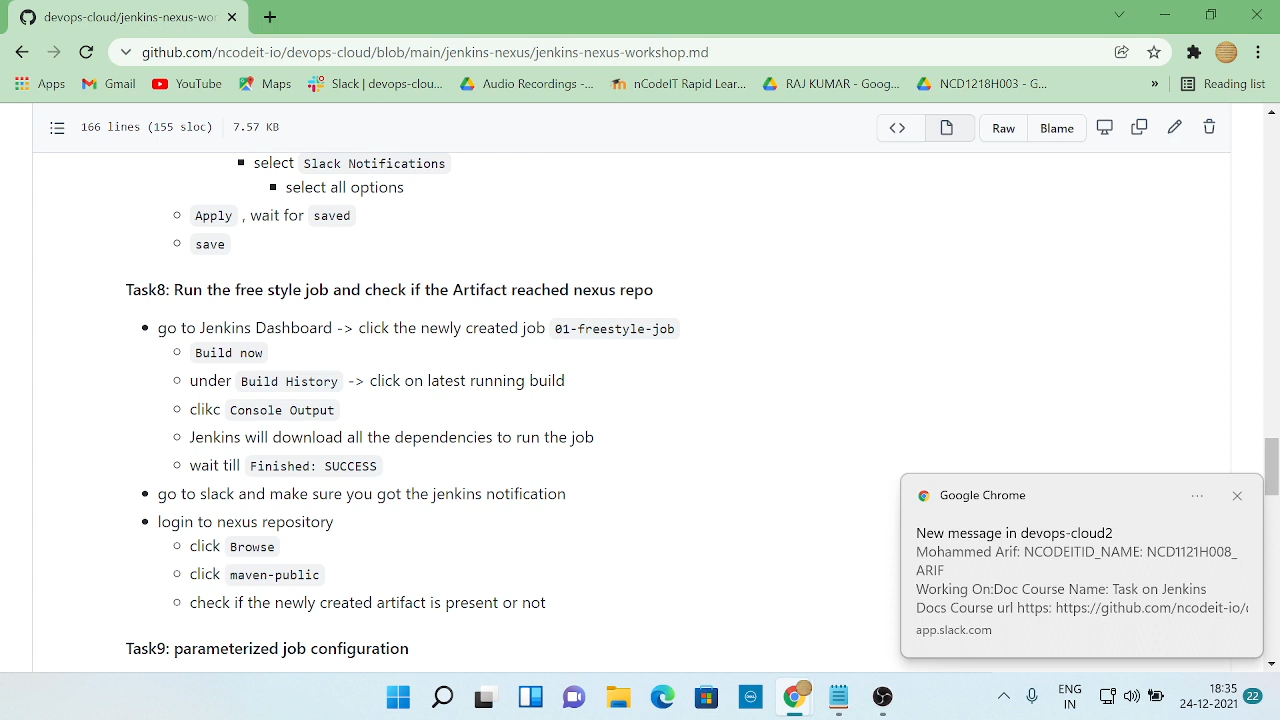 devops-cloud/jenkins-nexus-wor
github.com/ncodeit-io/devops-cloud/blob/main/jenkins-nexus/jenkins-nexus-workshop.md
Apps Gmail YouTube Maps Slack | devops-clou... Audio Recordings -... nCodeIT Rapid Lear... RAJ KUMAR - Goog... NCD1218H003 - G... » Reading list
166 lines (155 sloc) 7.57 KB Raw Blame
select Slack Notifications
select all options
Apply , wait for saved
save
Task8: Run the free style job and check if the Artifact reached nexus repo
go to Jenkins Dashboard -> click the newly created job 01-freestyle-job
Build now
under Build History -> click on latest running build
clikc Console Output
Jenkins will download all the dependencies to run the job
wait till Finished: SUCCESS
go to slack and make sure you got the jenkins notification
login to nexus repository
click Browse
click maven-public
check if the newly created artifact is present or not
Task9: parameterized job configuration
Google Chrome
New message in devops-cloud2
Mohammed Arif: NCODEITID_NAME: NCD1121H008_
ARIF
Working On:Doc Course Name: Task on Jenkins
Docs Course url https: https://github.com/ncodeit-io/
app.slack.com
ENG
IN
18:35
24-12-2021
22